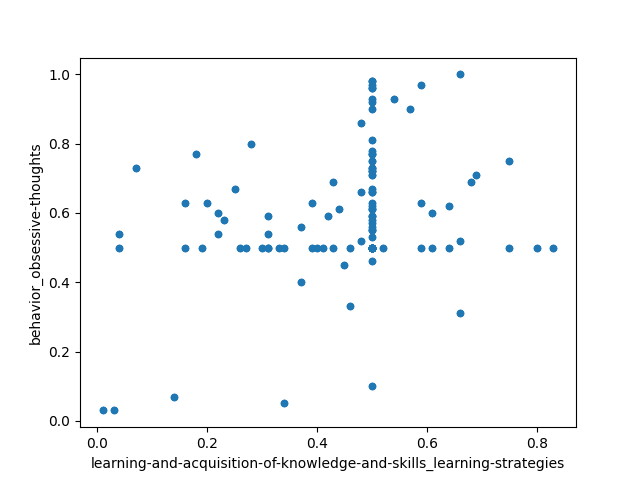 1.0
0.8
0.6
0.4
0.2
0.0
behavior_obsessive-thoughts
0.0 0.2 0.4 0.6 0.8
learning-and-acquisition-of-knowledge-and-skills_learning-strategies